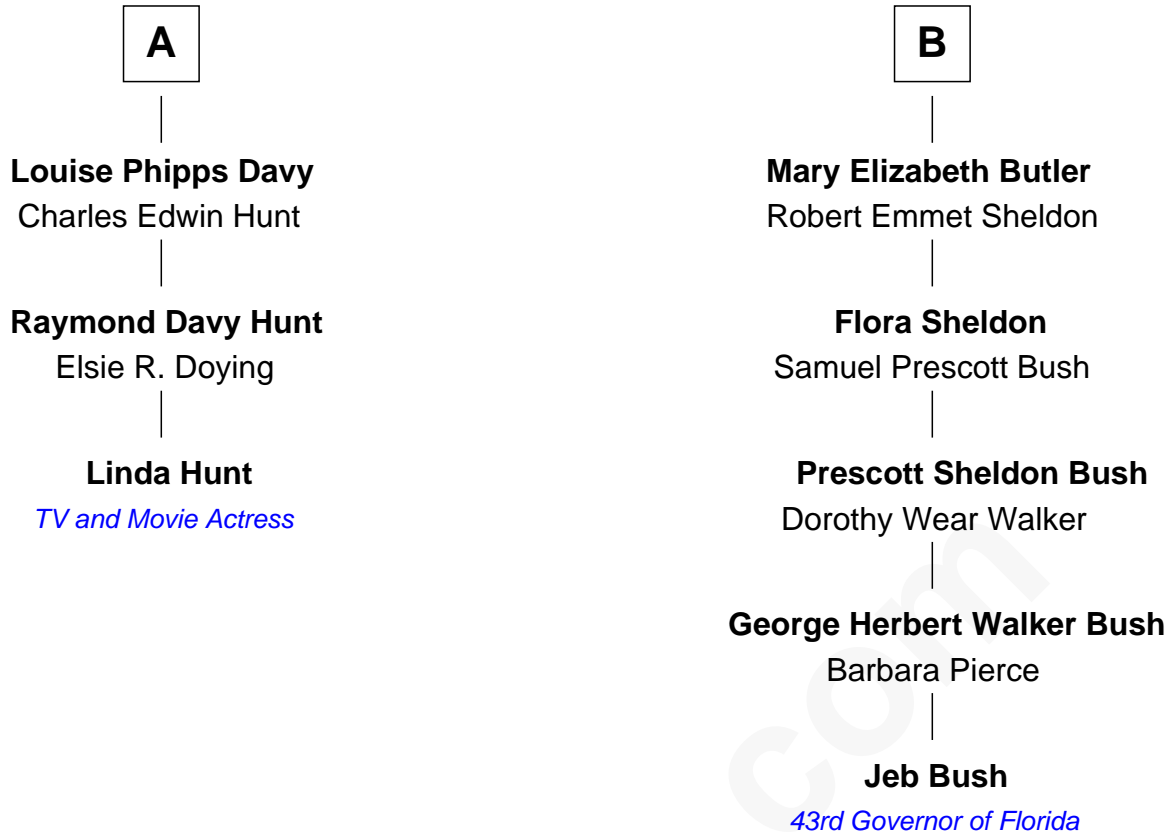 A
Louise Phipps Davy
Charles Edwin Hunt
Raymond Davy Hunt
Elsie R. Doying
Linda Hunt
TV and Movie Actress
B
Mary Elizabeth Butler
Robert Emmet Sheldon
Flora Sheldon
Samuel Prescott Bush
Prescott Sheldon Bush
Dorothy Wear Walker
George Herbert Walker Bush
Barbara Pierce
Jeb Bush
43rd Governor of Florida
com